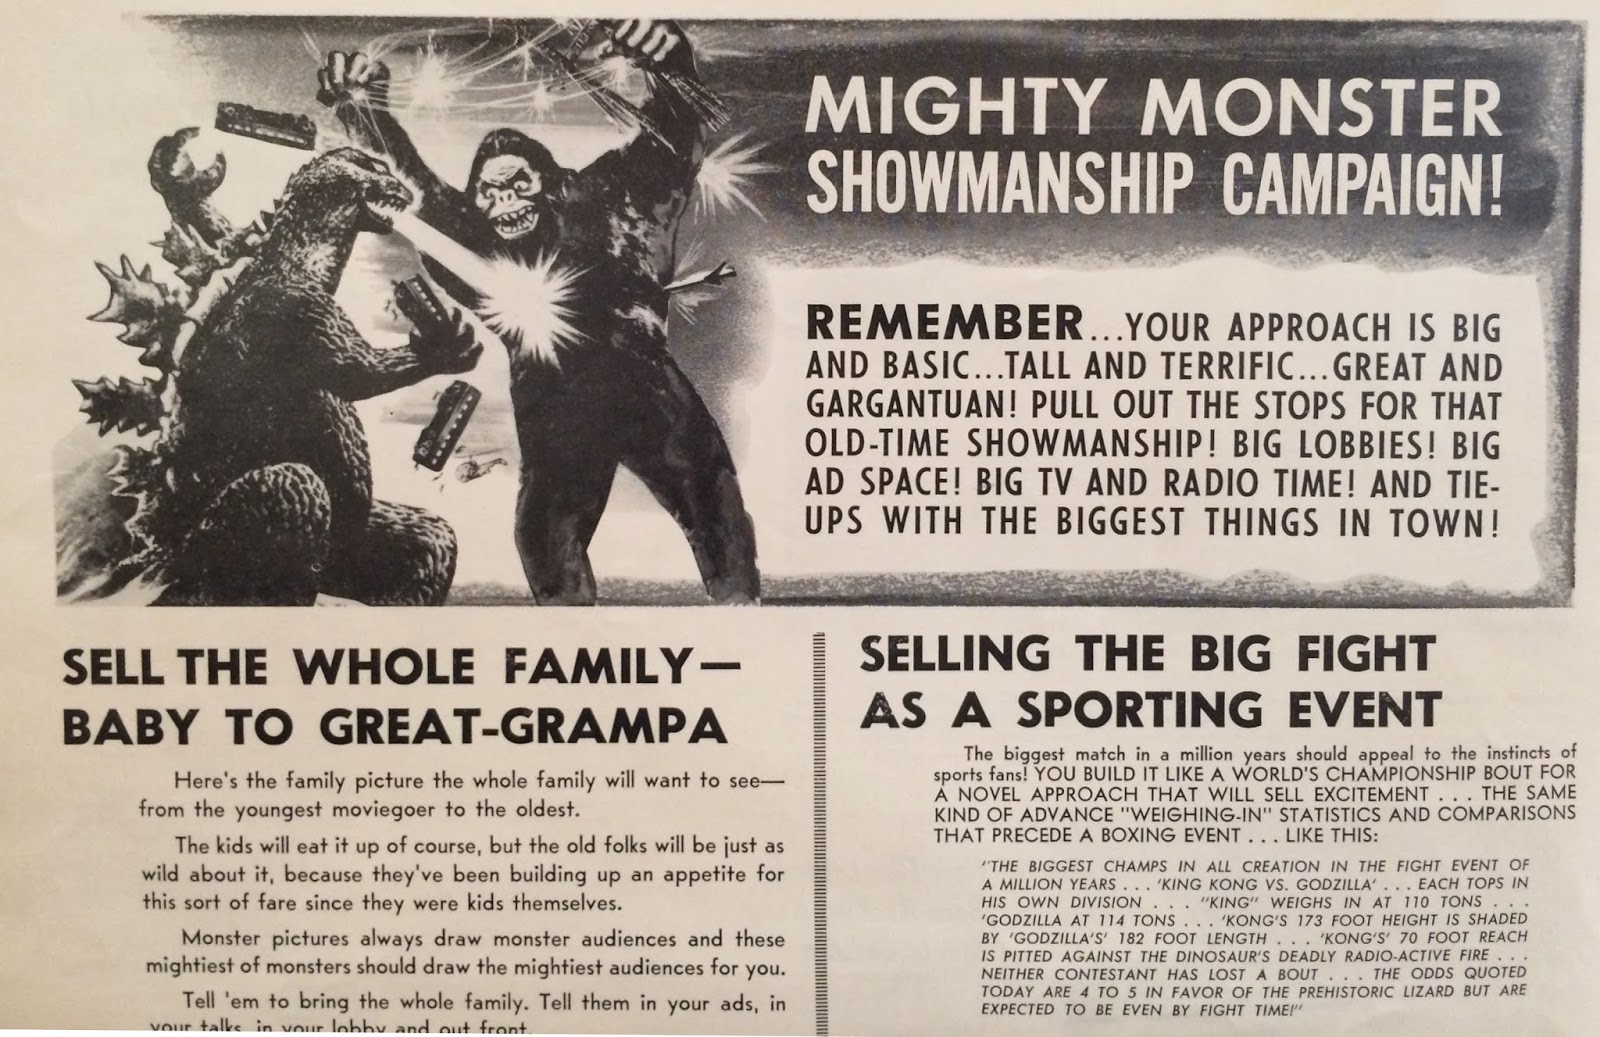 MIGHTY MONSTER
SHOWMANSHIP CAMPAIGN!
REMEMBER...YOUR APPROACH IS BIG
AND BASIC...TALL AND TERRIFIC...GREAT AND
GARGANTUAN! PULL OUT THE STOPS FOR THAT
OLD-TIME SHOWMANSHIP! BIG LOBBIES! BIG
AD SPACE! BIG TV AND RADIO TIME! AND TIE-
UPS WITH THE BIGGEST THINGS IN TOWN!
SELL THE WHOLE FAMILY—
BABY TO GREAT-GRAMPA
Here's the family picture the whole family will want to see—
from the youngest moviegoer to the oldest.
The kids will eat it up of course, but the old folks will be just as
wild about it, because they've been building up an appetite for
this sort of fare since they were kids themselves.
Monster pictures always draw monster audiences and these
mightiest of monsters should draw the mightiest audiences for you.
Tell 'em to bring the whole family. Tell them in your ads, in
your talks, in your lobby and out front.
SELLING THE BIG FIGHT
AS A SPORTING EVENT
The biggest match in a million years should appeal to the instincts of
sports fans! YOU BUILD IT LIKE A WORLD'S CHAMPIONSHIP BOUT FOR
A NOVEL APPROACH THAT WILL SELL EXCITEMENT . . . THE SAME
KIND OF ADVANCE "WEIGHING-IN" STATISTICS AND COMPARISONS
THAT PRECEDE A BOXING EVENT . . . LIKE THIS:
"THE BIGGEST CHAMPS IN ALL CREATION IN THE FIGHT EVENT OF
A MILLION YEARS . . . 'KING KONG VS. GODZILLA' . . . EACH TOPS IN
HIS OWN DIVISION . . . "KING" WEIGHS IN AT 110 TONS . . .
'GODZILLA AT 114 TONS . . . 'KONG'S 173 FOOT HEIGHT IS SHADED
BY 'GODZILLA'S' 182 FOOT LENGTH . . . 'KONG'S' 70 FOOT REACH
IS PITTED AGAINST THE DINOSAUR'S DEADLY RADIO-ACTIVE FIRE . . .
NEITHER CONTESTANT HAS LOST A BOUT . . . THE ODDS QUOTED
TODAY ARE 4 TO 5 IN FAVOR OF THE PREHISTORIC LIZARD BUT ARE
EXPECTED TO BE EVEN BY FIGHT TIME!"